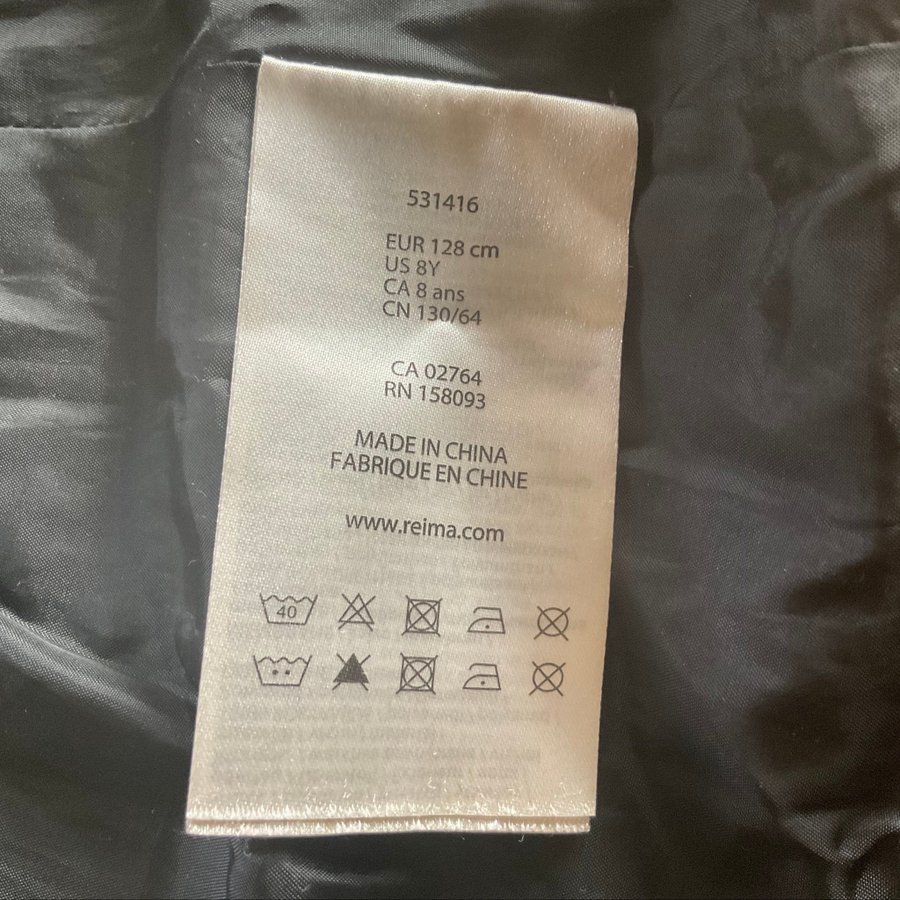 531416
EUR 128 cm
US 8Y
CA 8 ans
CN 130/64
CA 02764
RN 158093
MADE IN CHINA
FABRIQUE EN CHINE
www.reima.com
40